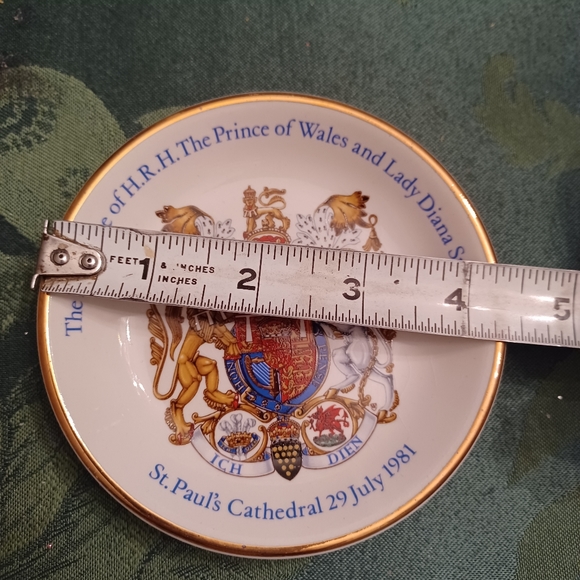 The e of H.R.H. The Prince of Wales and Lady Diana S
FEET & INCHES
INCHES
1 2 3 4 5
HON
ICH DIEN
St. Paul's Cathedral 29 July 1981